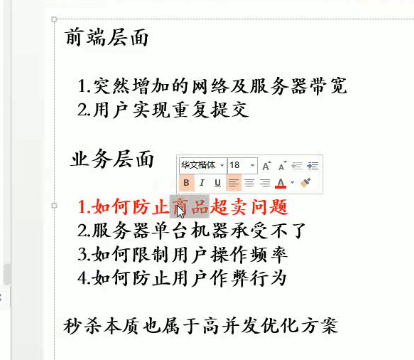 前端层面
1.突然增加的网络及服务器带宽
2.用户实现重复提交
业务层面
华文楷体 18
B I U A
1.如何防止商品超卖问题
2.服务器单台机器承受不了
3.如何限制用户操作频率
4.如何防止用户作弊行为
秒杀本质也属于高并发优化方案